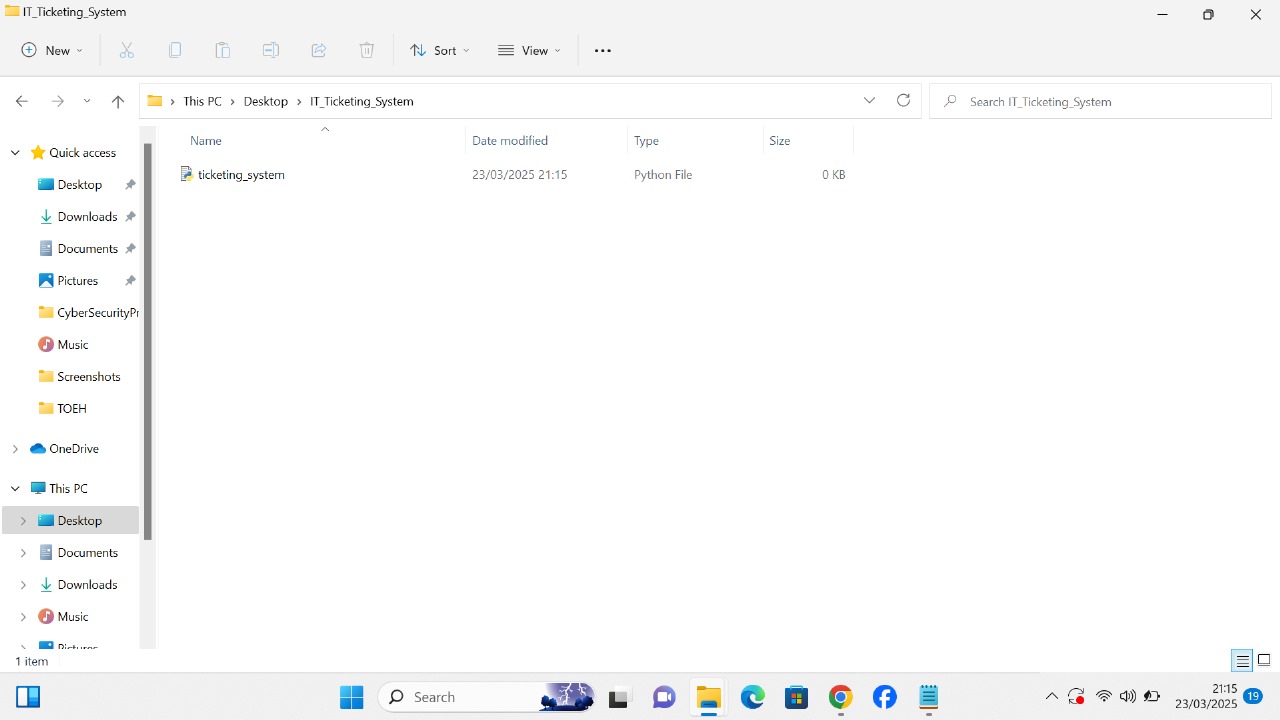 IT_Ticketing_System
New
Sort
View
This PC
Desktop
IT_Ticketing_System
Search IT_Ticketing_System
Name
Date modified
Type
Size
ticketing_system
23/03/2025 21:15
Python File
0 KB
Quick access
Desktop
Downloads
Documents
Pictures
CyberSecurityPr
Music
Screenshots
TOEH
OneDrive
This PC
Desktop
Documents
Downloads
Music
Pictures
1 item
Search
21:15
23/03/2025
19